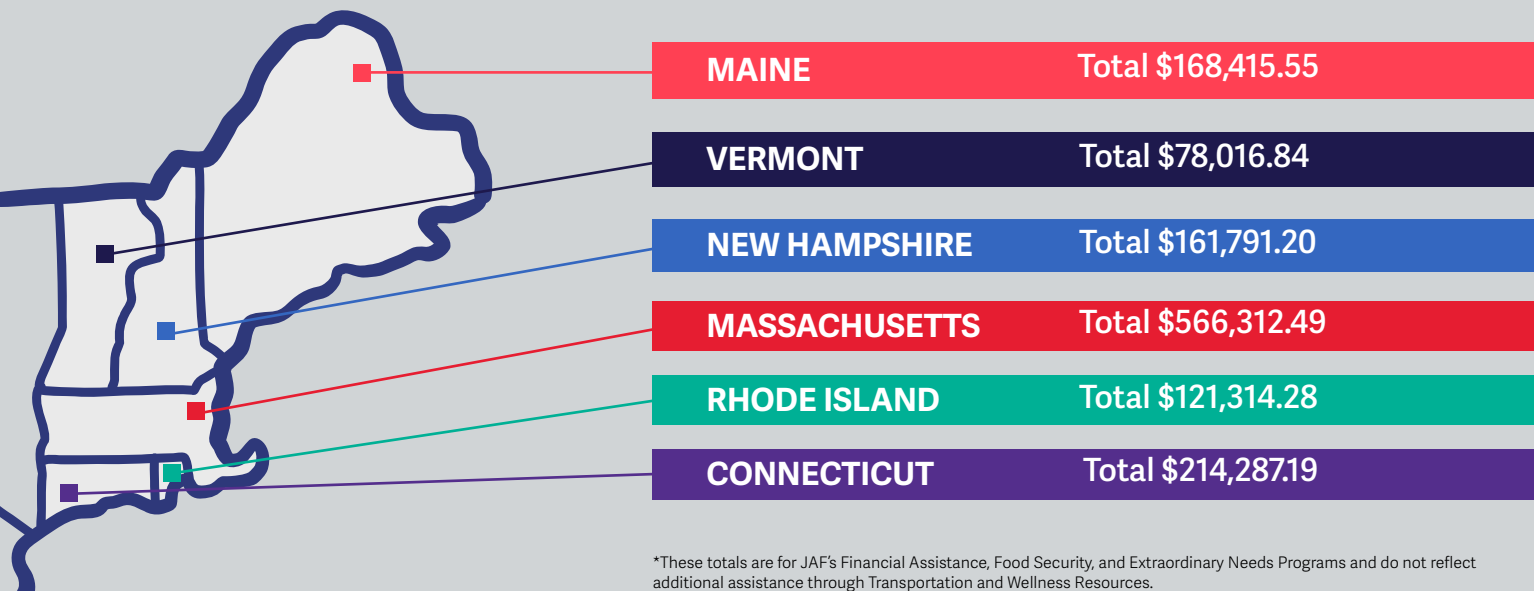 MAINE Total $168,415.55
VERMONT Total $78,016.84
NEW HAMPSHIRE Total $161,791.20
MASSACHUSETTS Total $566,312.49
RHODE ISLAND Total $121,314.28
CONNECTICUT Total $214,287.19
*These totals are for JAF's Financial Assistance, Food Security, and Extraordinary Needs Programs and do not reflect
additional assistance through Transportation and Wellness Resources.